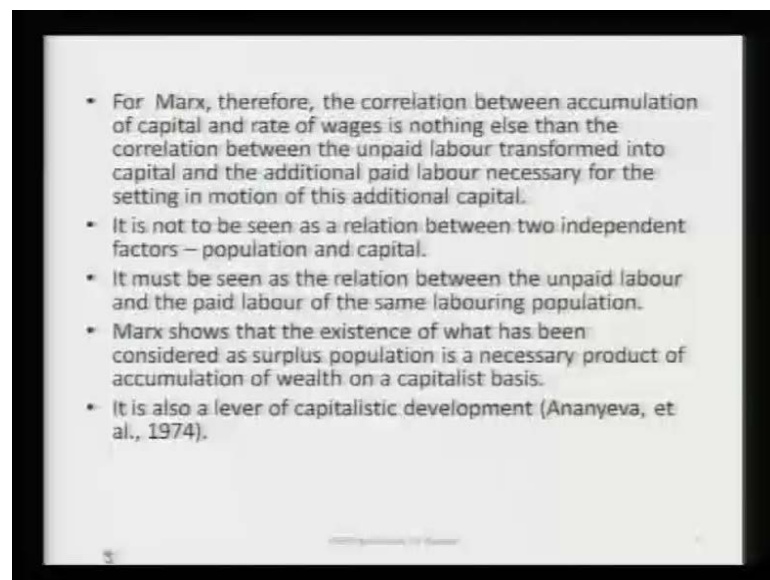 • For Marx, therefore, the correlation between accumulation
of capital and rate of wages is nothing else than the
correlation between the unpaid labour transformed into
capital and the additional paid labour necessary for the
setting in motion of this additional capital.
• It is not to be seen as a relation between two independent
factors – population and capital.
• It must be seen as the relation between the unpaid labour
and the paid labour of the same labouring population.
• Marx shows that the existence of what has been
considered as surplus population is a necessary product of
accumulation of wealth on a capitalist basis.
• It is also a lever of capitalistic development (Ananyeva, et
al., 1974).